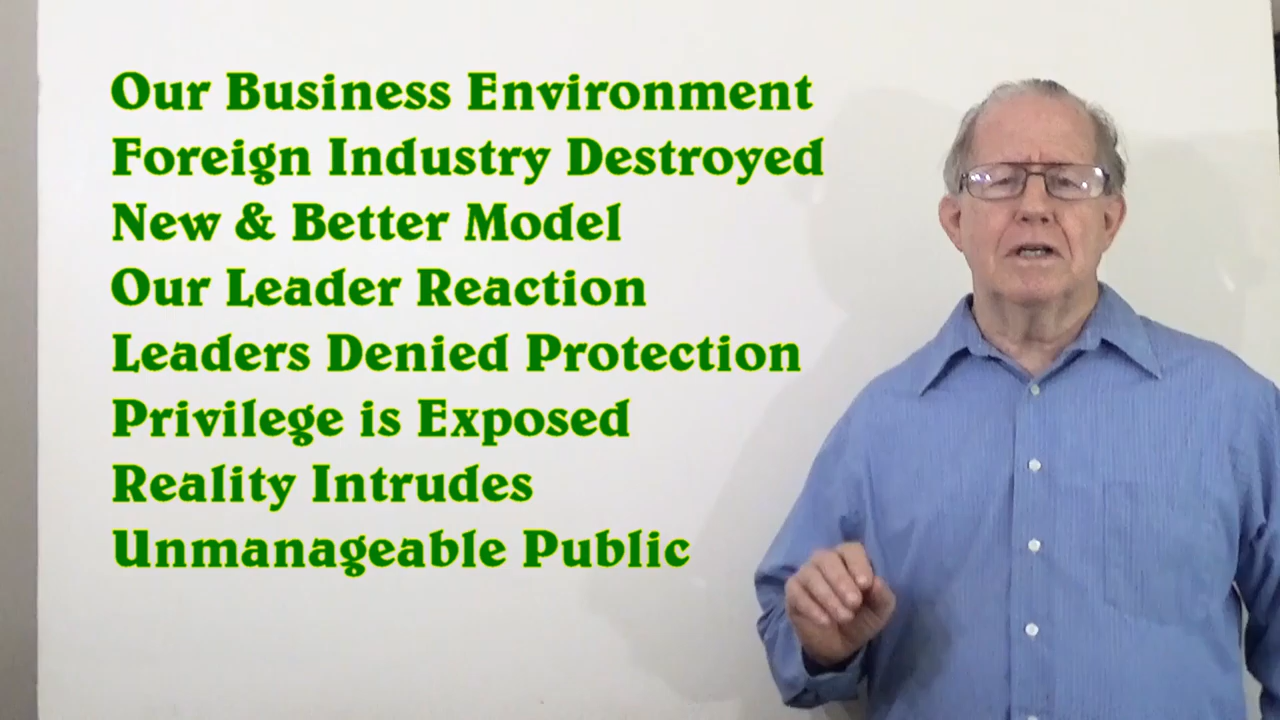 Our Business Environment
Foreign Industry Destroyed
New & Better Model
Our Leader Reaction
Leaders Denied Protection
Privilege is Exposed
Reality Intrudes
Unmanageable Public